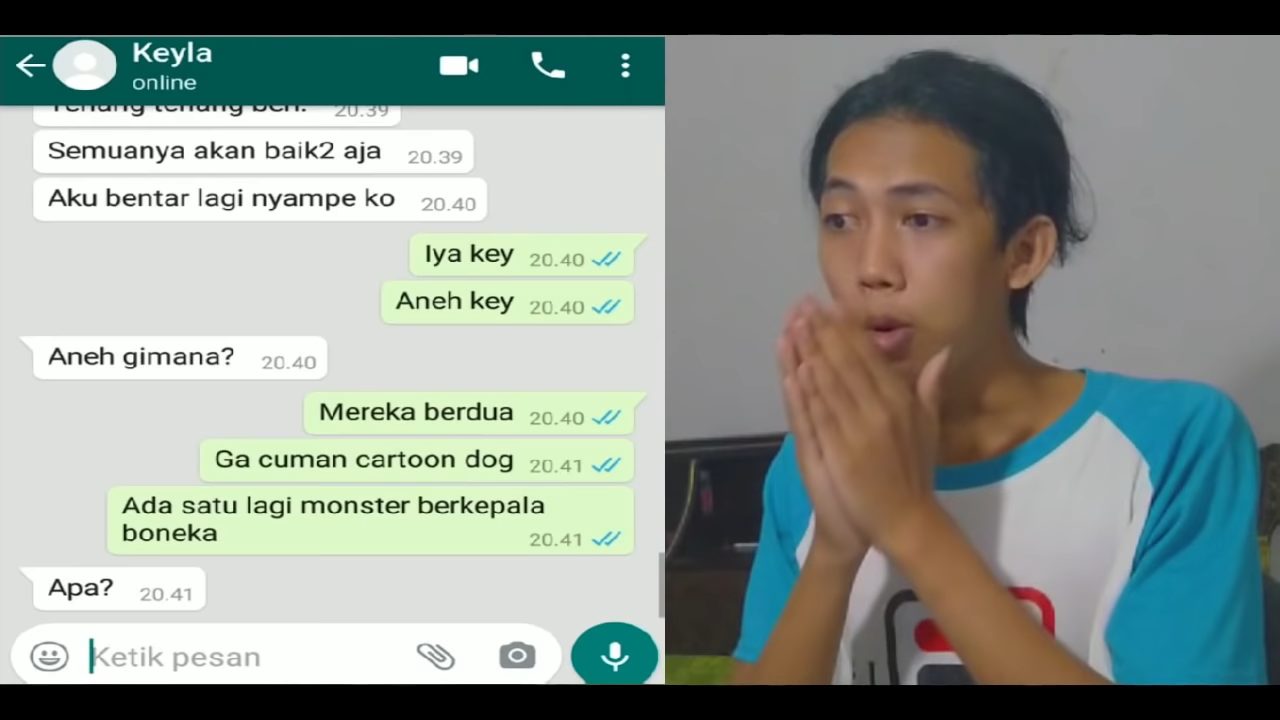 Keyla
online
20.39
Semuanya akan baik2 aja 20.39
Aku bentar lagi nyampe ko 20.40
Iya key 20.40
Aneh key 20.40
Aneh gimana? 20.40
Mereka berdua 20.40
Ga cuman cartoon dog 20.41
Ada satu lagi monster berkepala
boneka 20.41
Apa? 20.41
Ketik pesan